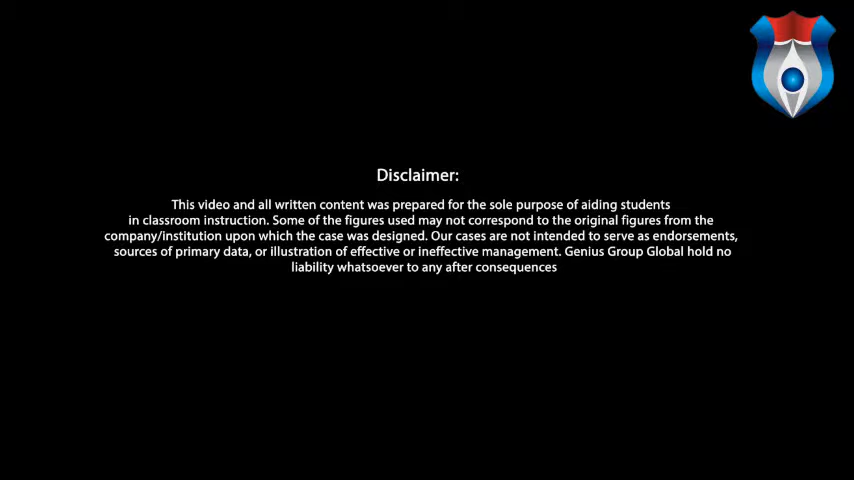 Disclaimer:
This video and all written content was prepared for the sole purpose of aiding students
in classroom instruction. Some of the figures used may not correspond to the original figures from the
company/institution upon which the case was designed. Our cases are not intended to serve as endorsements,
sources of primary data, or illustration of effective or ineffective management. Genius Group Global hold no
liability whatsoever to any after consequences